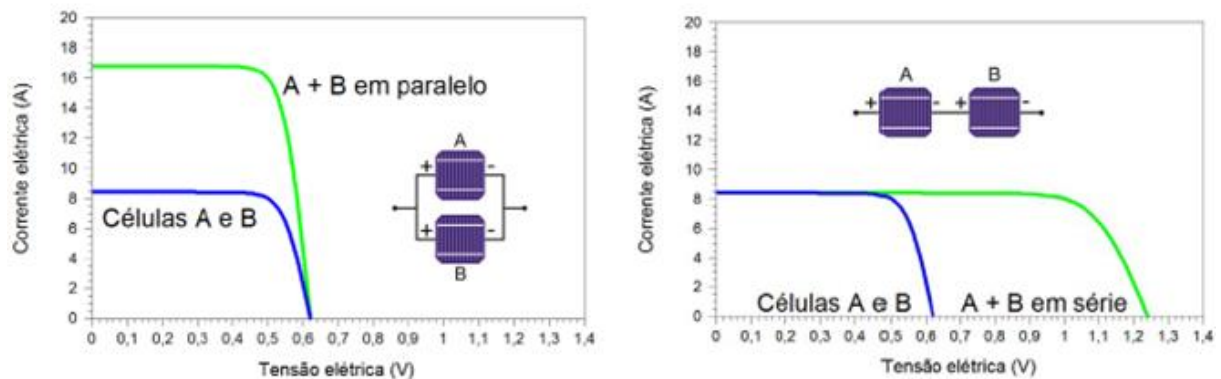 20
18
16
14
12
10
8
6
4
2
0
Corrente elétrica (A)
A + B em paralelo
Células A e B
A
+ -
+ -
B
0 0,1 0,2 0,3 0,4 0,5 0,6 0,7 0,8 0,9 1 1,1 1,2 1,3 1,4
Tensão elétrica (V)
20
18
16
14
12
10
8
6
4
2
0
Corrente elétrica (A)
A B
+ - + -
Células A e B A + B em série
0 0,1 0,2 0,3 0,4 0,5 0,6 0,7 0,8 0,9 1 1,1 1,2 1,3 1,4
Tensão elétrica (V)